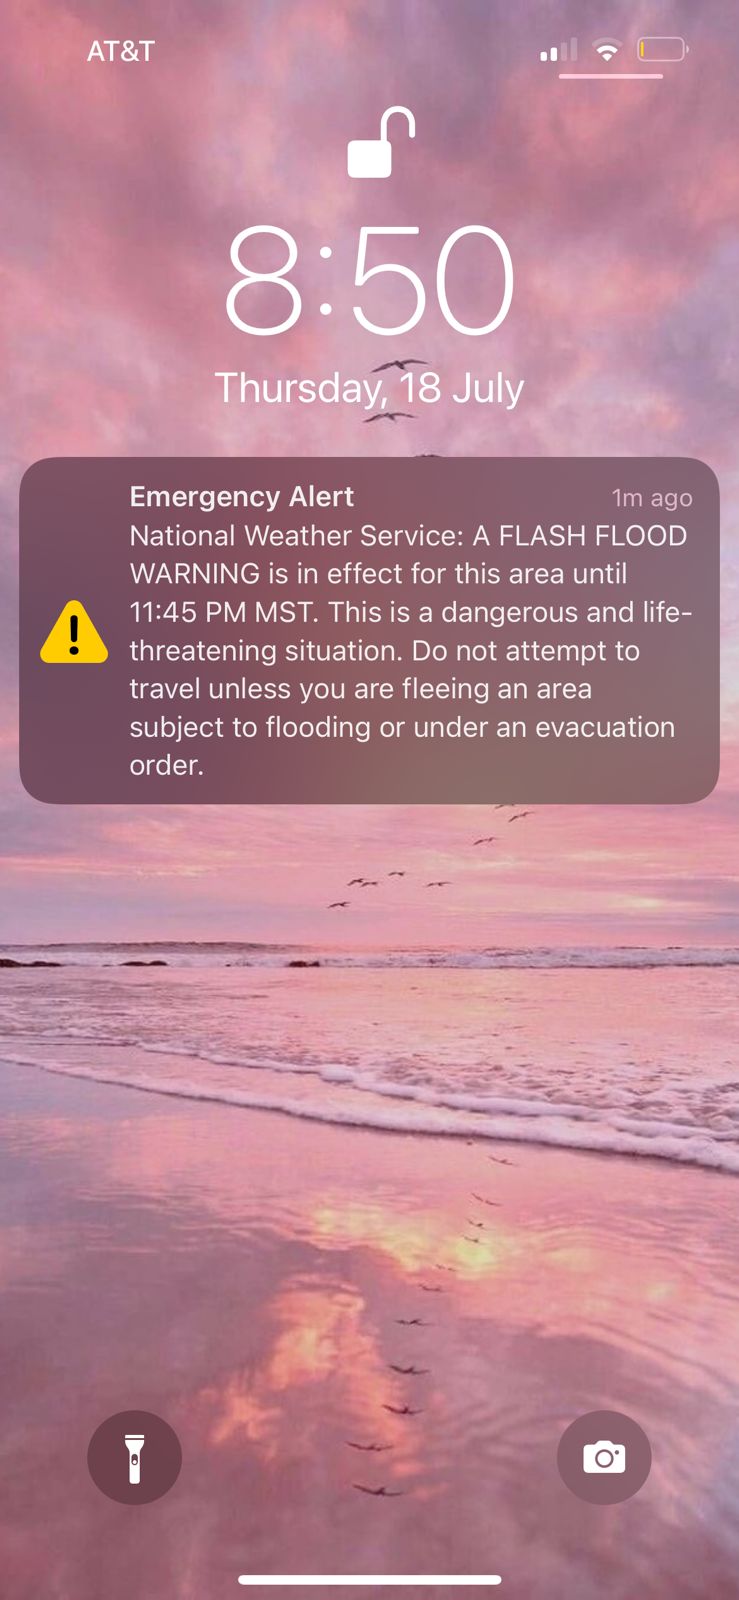 AT&T
8:50
Thursday, 18 July
Emergency Alert 1m ago
National Weather Service: A FLASH FLOOD
WARNING is in effect for this area until
11:45 PM MST. This is a dangerous and life-
threatening situation. Do not attempt to
travel unless you are fleeing an area
subject to flooding or under an evacuation
order.